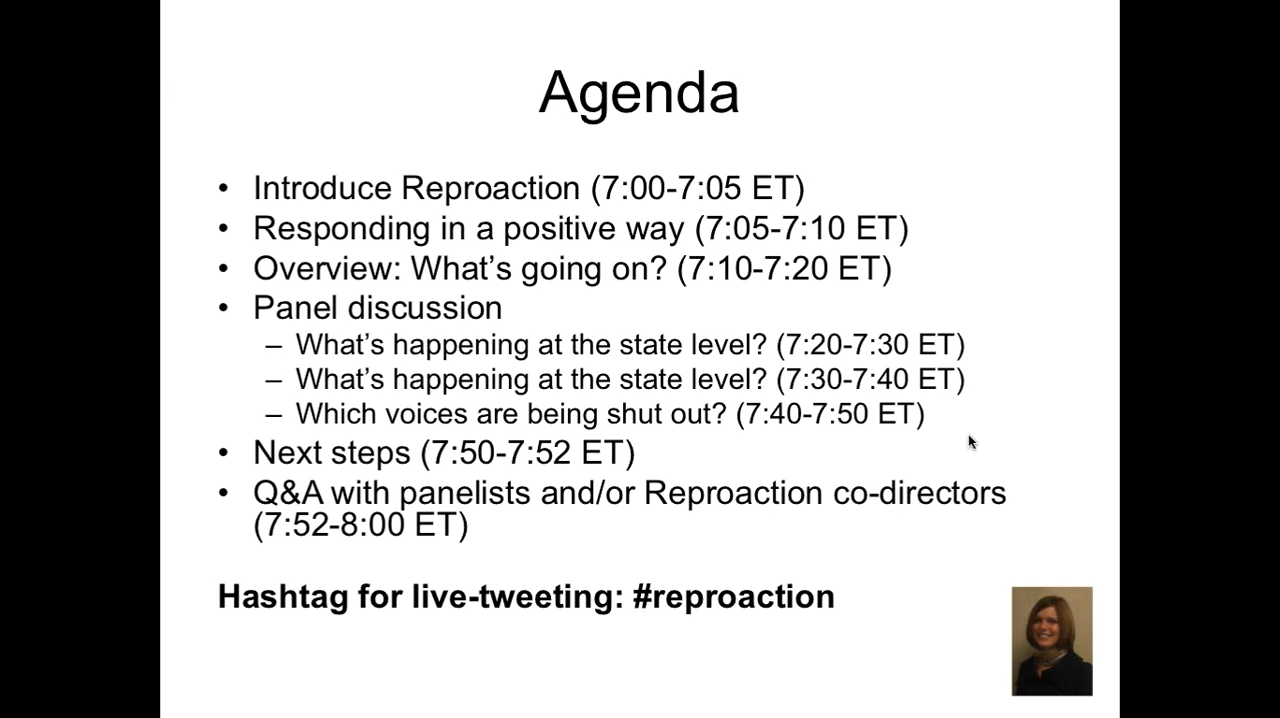 Agenda
• Introduce Reproaction (7:00-7:05 ET)
• Responding in a positive way (7:05-7:10 ET)
• Overview: What’s going on? (7:10-7:20 ET)
• Panel discussion
– What’s happening at the state level? (7:20-7:30 ET)
– What’s happening at the state level? (7:30-7:40 ET)
– Which voices are being shut out? (7:40-7:50 ET)
• Next steps (7:50-7:52 ET)
• Q&A with panelists and/or Reproaction co-directors
(7:52-8:00 ET)
Hashtag for live-tweeting: #reproaction